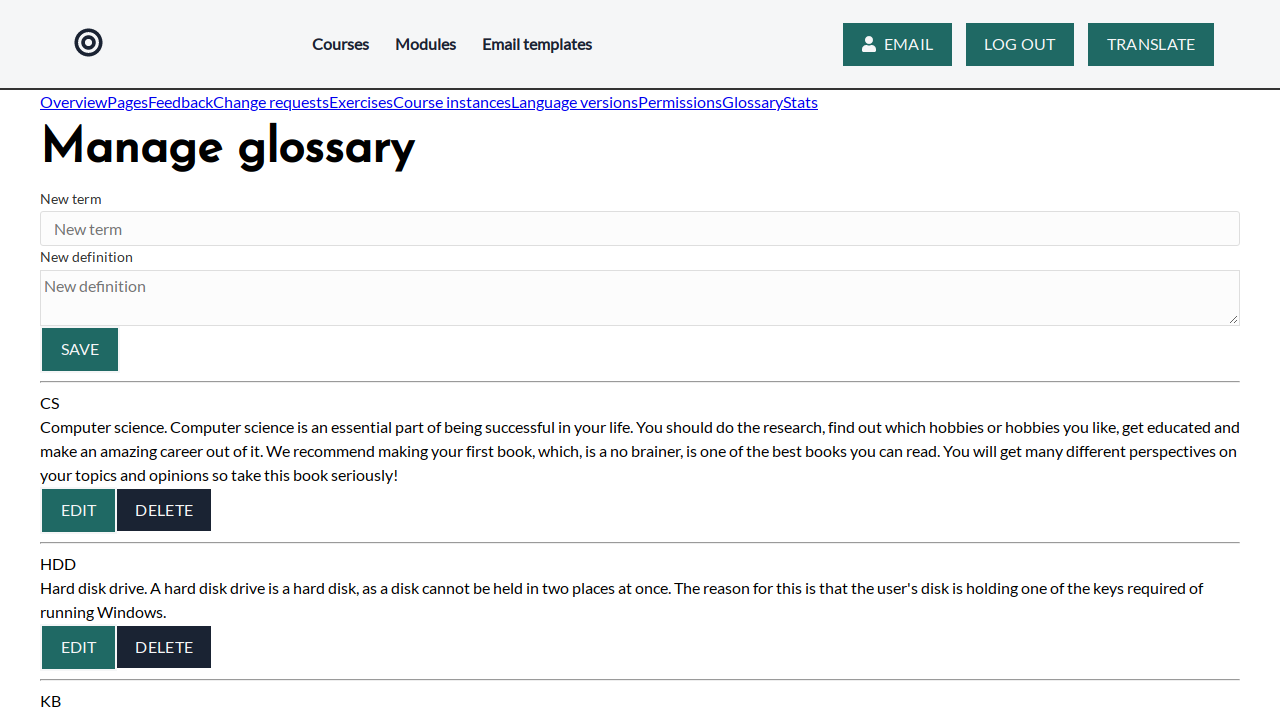 Courses Modules Email templates EMAIL LOG OUT TRANSLATE
OverviewPagesFeedbackChange requestsExercisesCourse instancesLanguage versionsPermissionsGlossaryStats
Manage glossary
New term
New term
New definition
New definition
SAVE
CS
Computer science. Computer science is an essential part of being successful in your life. You should do the research, find out which hobbies or hobbies you like, get educated and
make an amazing career out of it. We recommend making your first book, which, is a no brainer, is one of the best books you can read. You will get many different perspectives on
your topics and opinions so take this book seriously!
EDIT DELETE
HDD
Hard disk drive. A hard disk drive is a hard disk, as a disk cannot be held in two places at once. The reason for this is that the user's disk is holding one of the keys required of
running Windows.
EDIT DELETE
KB